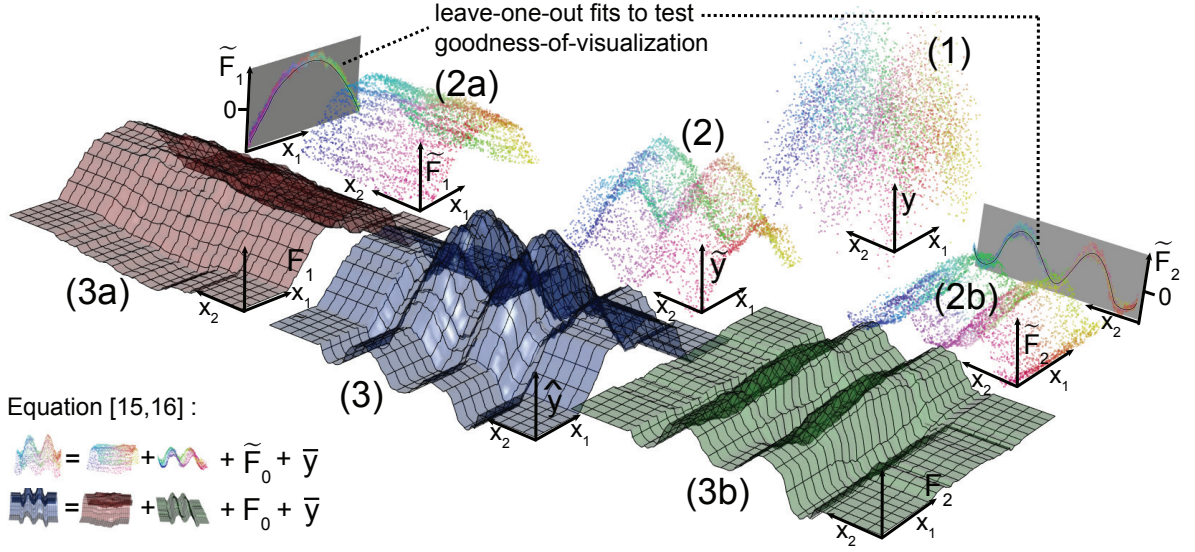 leave-one-out fits to test
goodness-of-visualization
F̃₁
0
x₁
(2a)
x₂
F̃₁
x₁
(1)
y
x₂
x₁
(2)
ỹ
x₂
x₁
(2b)
F̃₂
0
x₂
F̃₂
x₂
x₁
(3a)
F₁
x₂
x₁
(3)
ŷ
x₂
x₁
(3b)
F₂
x₂
x₁
Equation [15,16] :
= + + F̃₀ + ȳ
= + + F₀ + ȳ